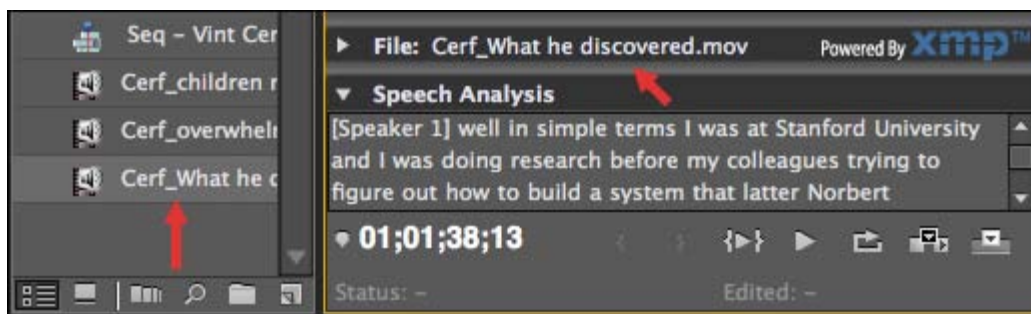 Seq – Vint Cer
Cerf_children r
Cerf_overwhelm
Cerf_What he d
File: Cerf_What he discovered.mov
Powered By xmp™
Speech Analysis
[Speaker 1] well in simple terms I was at Stanford University
and I was doing research before my colleagues trying to
figure out how to build a system that latter Norbert
01;01;38;13
Status: –
Edited: –